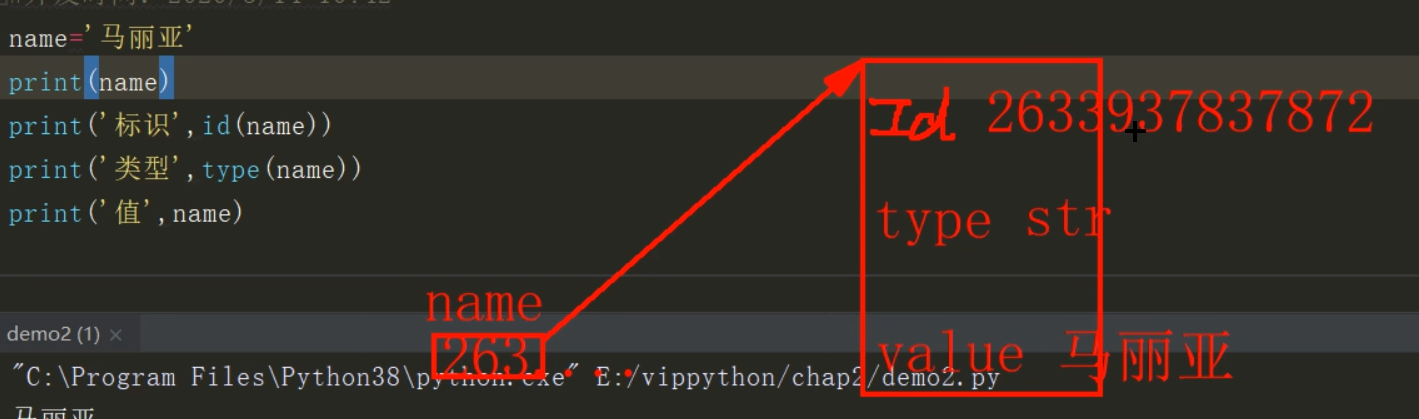 name='马丽亚'
print(name)
print('标识',id(name))
print('类型',type(name))
print('值',name)
Id 2633937837872
type str
value 马丽亚
name
263...
demo2 (1) ×
"C:\Program Files\Python38\python.exe" E:/vippython/chap2/demo2.py
马丽亚